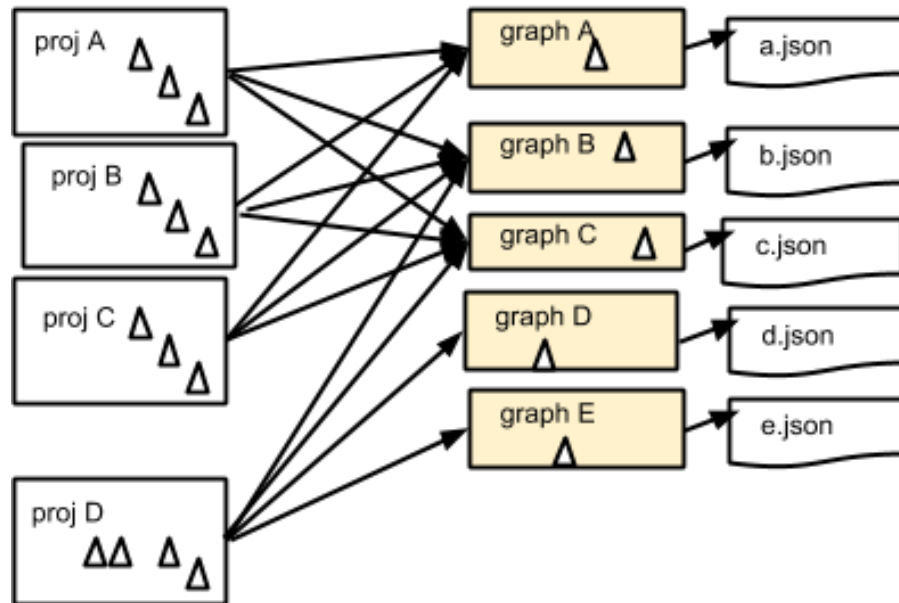 proj A
graph A
a.json
proj B
graph B
b.json
graph C
c.json
proj C
graph D
d.json
graph E
e.json
proj D